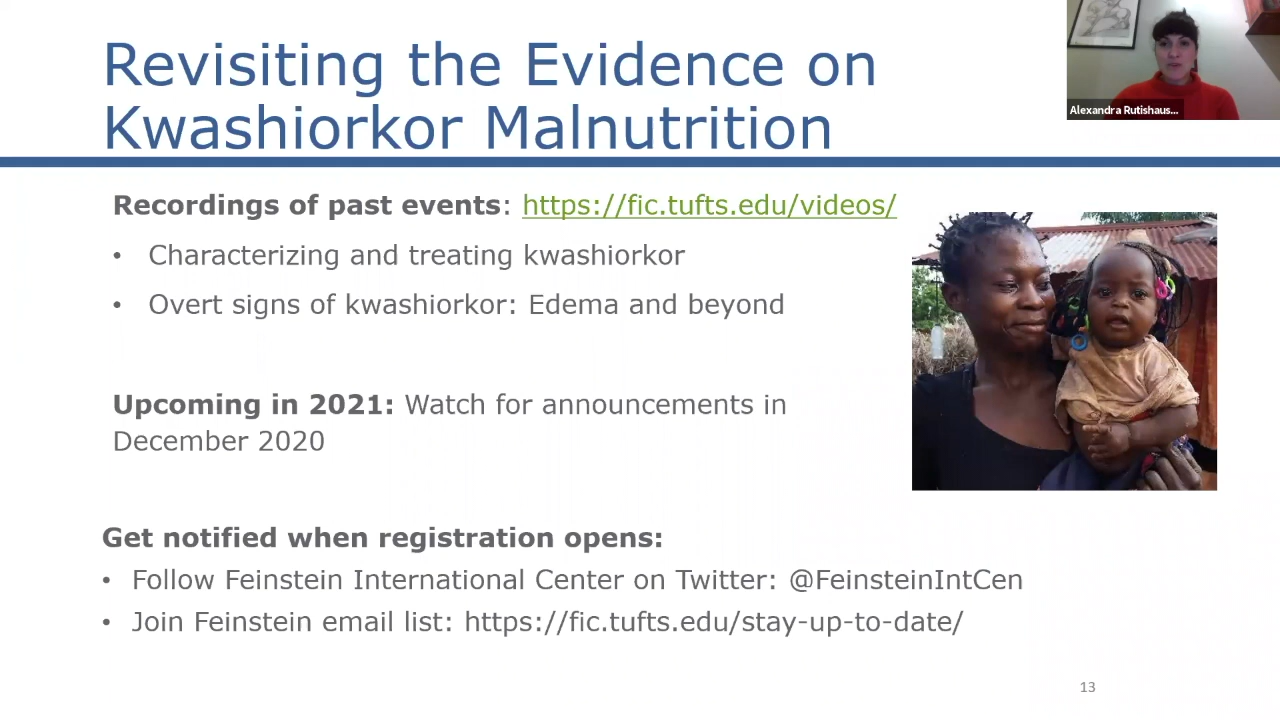 Revisiting the Evidence on
Kwashiorkor Malnutrition
Alexandra Rutishaus...
Recordings of past events: https://fic.tufts.edu/videos/
• Characterizing and treating kwashiorkor
• Overt signs of kwashiorkor: Edema and beyond
Upcoming in 2021: Watch for announcements in
December 2020
Get notified when registration opens:
• Follow Feinstein International Center on Twitter: @FeinsteinIntCen
• Join Feinstein email list: https://fic.tufts.edu/stay-up-to-date/
13